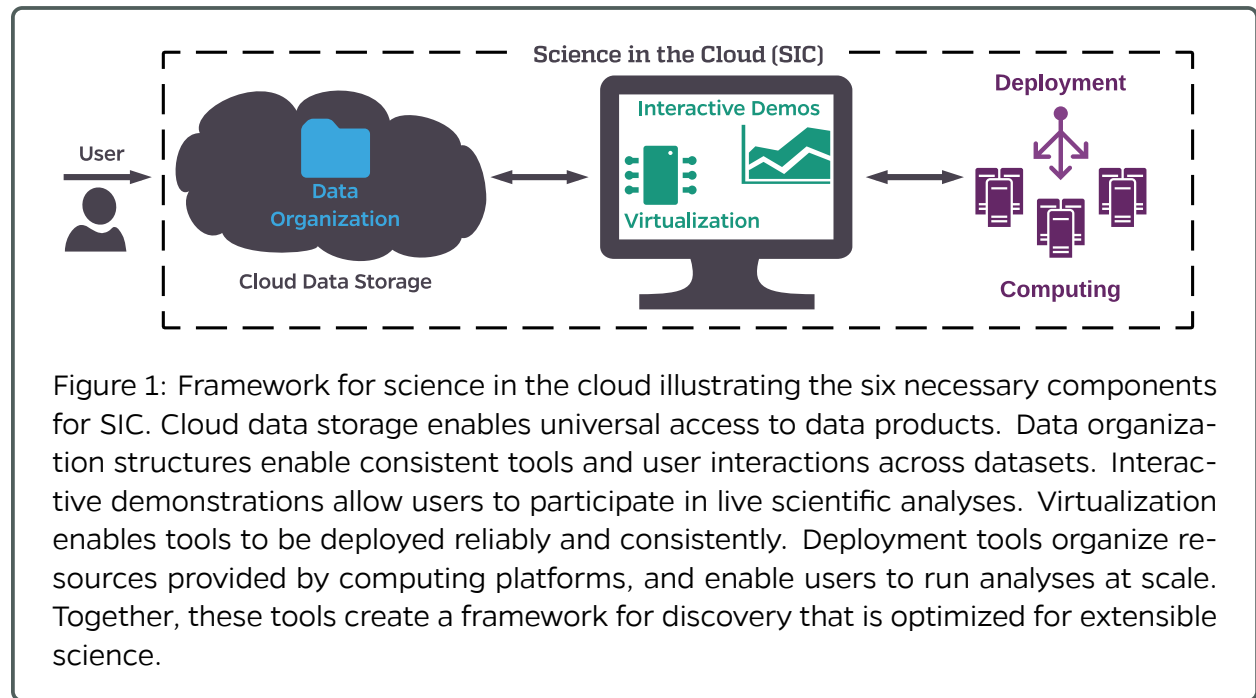 Science in the Cloud (SIC)
User
Data
Organization
Cloud Data Storage
Interactive Demos
Virtualization
Deployment
Computing
Figure 1: Framework for science in the cloud illustrating the six necessary components
for SIC. Cloud data storage enables universal access to data products. Data organiza-
tion structures enable consistent tools and user interactions across datasets. Interac-
tive demonstrations allow users to participate in live scientific analyses. Virtualization
enables tools to be deployed reliably and consistently. Deployment tools organize re-
sources provided by computing platforms, and enable users to run analyses at scale.
Together, these tools create a framework for discovery that is optimized for extensible
science.